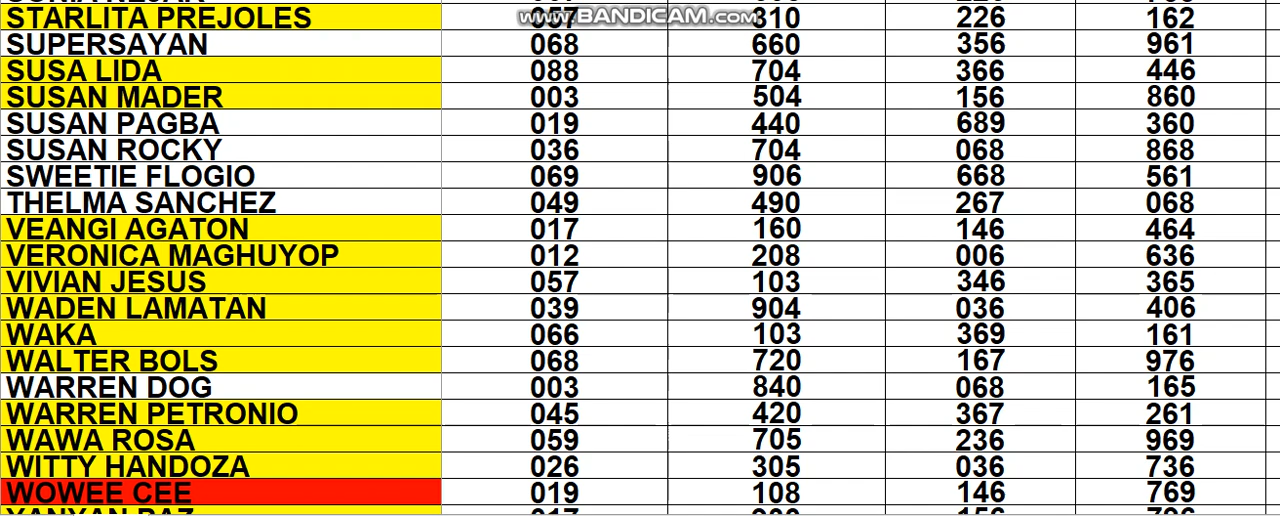 www.BANDICAM.com
STARLITA PREJOLES 057 310 226 162
SUPERSAYAN 068 660 356 961
SUSA LIDA 088 704 366 446
SUSAN MADER 003 504 156 860
SUSAN PAGBA 019 440 689 360
SUSAN ROCKY 036 704 068 868
SWEETIE FLOGIO 069 906 668 561
THELMA SANCHEZ 049 490 267 068
VEANGI AGATON 017 160 146 464
VERONICA MAGHUYOP 012 208 006 636
VIVIAN JESUS 057 103 346 365
WADEN LAMATAN 039 904 036 406
WAKA 066 103 369 161
WALTER BOLS 068 720 167 976
WARREN DOG 003 840 068 165
WARREN PETRONIO 045 420 367 261
WAWA ROSA 059 705 236 969
WITTY HANDOZA 026 305 036 736
WOWEE CEE 019 108 146 769